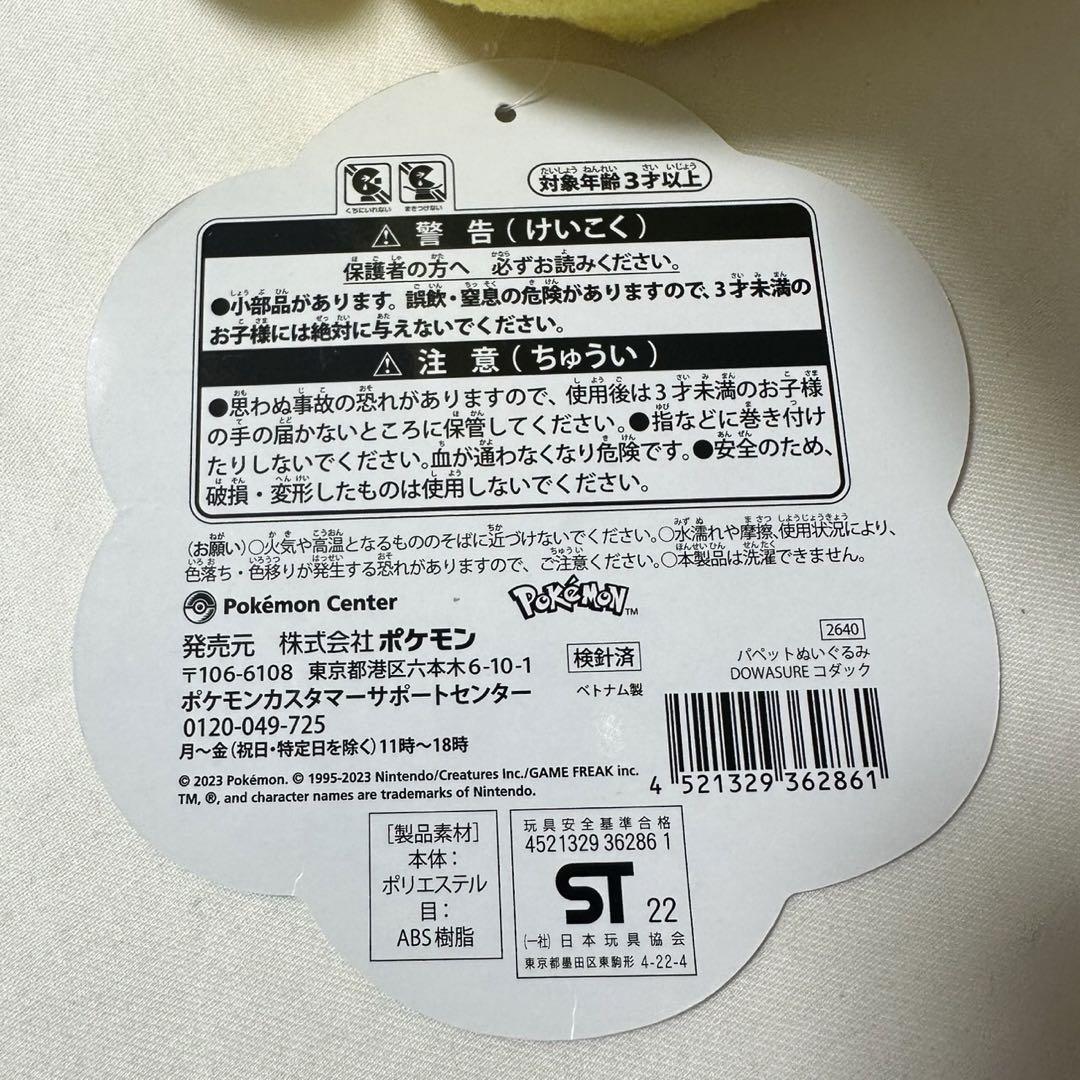 くちにいれない まきつけない
対象年齢3才以上
警告(けいこく)
保護者の方へ 必ずお読みください。
●小部品があります。誤飲・窒息の危険がありますので、3才未満の
お子様には絶対に与えないでください。
注意(ちゅうい)
●思わぬ事故の恐れがありますので、使用後は3才未満のお子様
の手の届かないところに保管してください。●指などに巻き付け
たりしないでください。血が通わなくなり危険です。●安全のため、
破損・変形したものは使用しないでください。
(お願い)○火気や高温となるもののそばに近づけないでください。○水濡れや摩擦、使用状況により、
色落ち・色移りが発生する恐れがありますので、ご注意ください。○本製品は洗濯できません。
Pokémon Center
POKÉMON™
発売元 株式会社ポケモン
〒106-6108 東京都港区六本木6-10-1
ポケモンカスタマーサポートセンター
0120-049-725
月〜金(祝日・特定日を除く)11時〜18時
検針済
ベトナム製
2640
パペットぬいぐるみ
DOWASURE コダック
4 521329 362861
© 2023 Pokémon. © 1995-2023 Nintendo/Creatures Inc./GAME FREAK inc.
TM, ®, and character names are trademarks of Nintendo.
[製品素材]
本体:
ポリエステル
目:
ABS樹脂
玩具安全基準合格
4521329 36286 1
ST 22
(一社)日本玩具協会
東京都墨田区東駒形 4-22-4